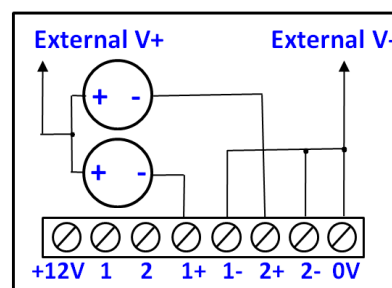 External V+ External V-
+ -
+ -
+12V 1 2 1+ 1- 2+ 2- 0V